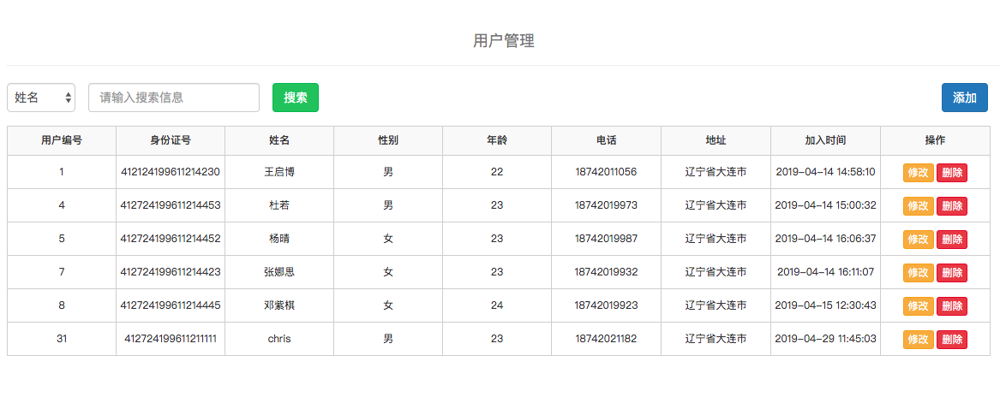 用户管理
姓名 请输入搜索信息 搜索 添加
用户编号 身份证号 姓名 性别 年龄 电话 地址 加入时间 操作
1 412124199611214230 王启博 男 22 18742011056 辽宁省大连市 2019-04-14 14:58:10 修改 删除
4 412724199611214453 杜若 男 23 18742019973 辽宁省大连市 2019-04-14 15:00:32 修改 删除
5 412724199611214452 杨晴 女 23 18742019987 辽宁省大连市 2019-04-14 16:06:37 修改 删除
7 412724199611214423 张娜思 女 23 18742019932 辽宁省大连市 2019-04-14 16:11:07 修改 删除
8 412724199611214445 邓紫棋 女 24 18742019923 辽宁省大连市 2019-04-15 12:30:43 修改 删除
31 412724199611211111 chris 男 23 18742021182 辽宁省大连市 2019-04-29 11:45:03 修改 删除